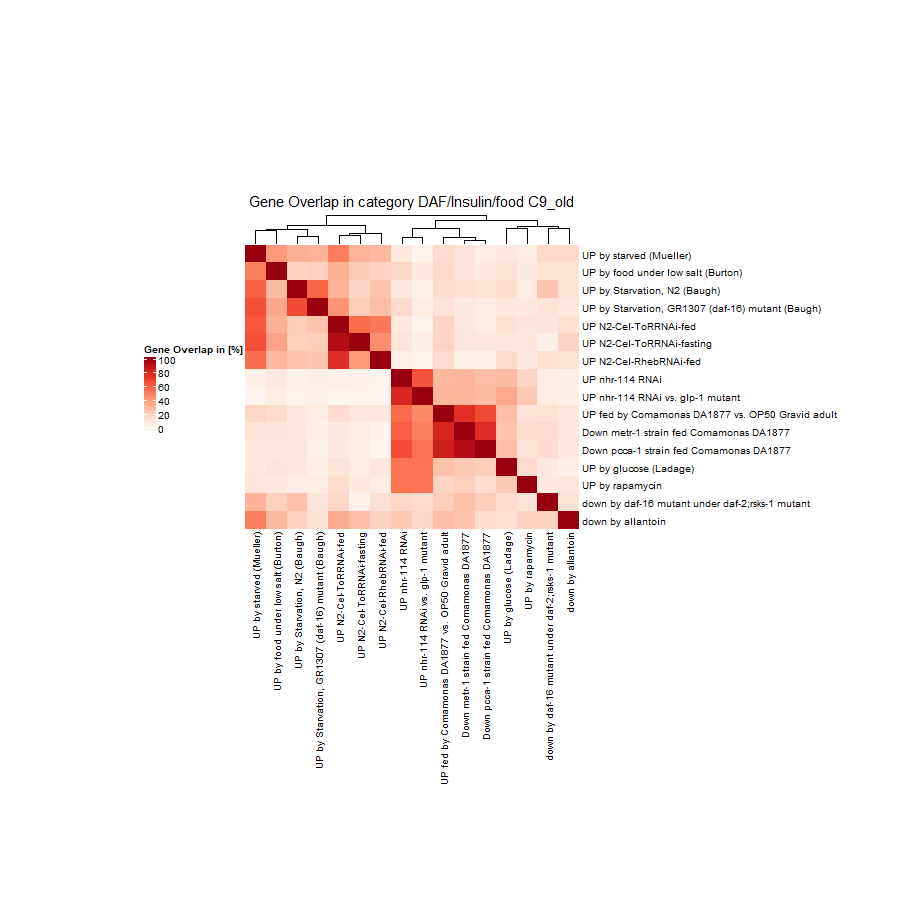 Gene Overlap in category DAF/Insulin/food C9_old
UP by starved (Mueller)
UP by food under low salt (Burton)
UP by Starvation, N2 (Baugh)
UP by Starvation, GR1307 (daf-16) mutant (Baugh)
UP N2-Cel-ToRRNAi-fed
UP N2-Cel-ToRRNAi-fasting
UP N2-Cel-RhebRNAi-fed
UP nhr-114 RNAi
UP nhr-114 RNAi vs. glp-1 mutant
UP fed by Comamonas DA1877 vs. OP50 Gravid adult
Down metr-1 strain fed Comamonas DA1877
Down pcca-1 strain fed Comamonas DA1877
UP by glucose (Ladage)
UP by rapamycin
down by daf-16 mutant under daf-2;rsks-1 mutant
down by allantoin
Gene Overlap in [%]
100
80
60
40
20
0
UP by starved (Mueller)
UP by food under low salt (Burton)
UP by Starvation, N2 (Baugh)
UP by Starvation, GR1307 (daf-16) mutant (Baugh)
UP N2-Cel-ToRRNAi-fed
UP N2-Cel-ToRRNAi-fasting
UP N2-Cel-RhebRNAi-fed
UP nhr-114 RNAi
UP nhr-114 RNAi vs. glp-1 mutant
UP fed by Comamonas DA1877 vs. OP50 Gravid adult
Down metr-1 strain fed Comamonas DA1877
Down pcca-1 strain fed Comamonas DA1877
UP by glucose (Ladage)
UP by rapamycin
down by daf-16 mutant under daf-2;rsks-1 mutant
down by allantoin